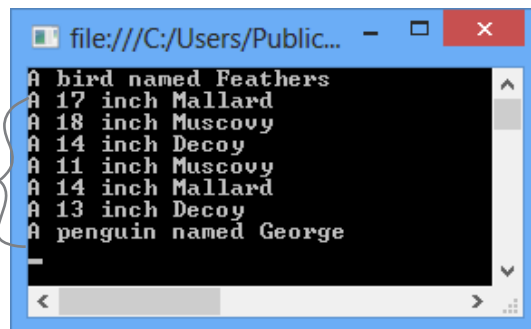 file:///C:/Users/Public...
A bird named Feathers
A 17 inch Mallard
A 18 inch Muscovy
A 14 inch Decoy
A 11 inch Muscovy
A 14 inch Mallard
A 13 inch Decoy
A penguin named George